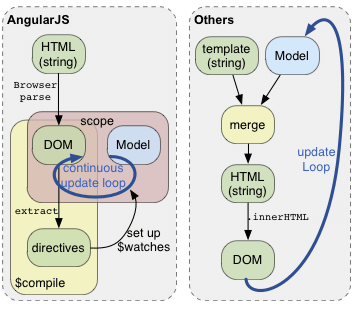 AngularJS
HTML
(string)
Browser
parse
scope
DOM
Model
continuous
update loop
extract
directives
set up
$watches
$compile
Others
template
(string)
Model
merge
update
Loop
HTML
(string)
.innerHTML
DOM